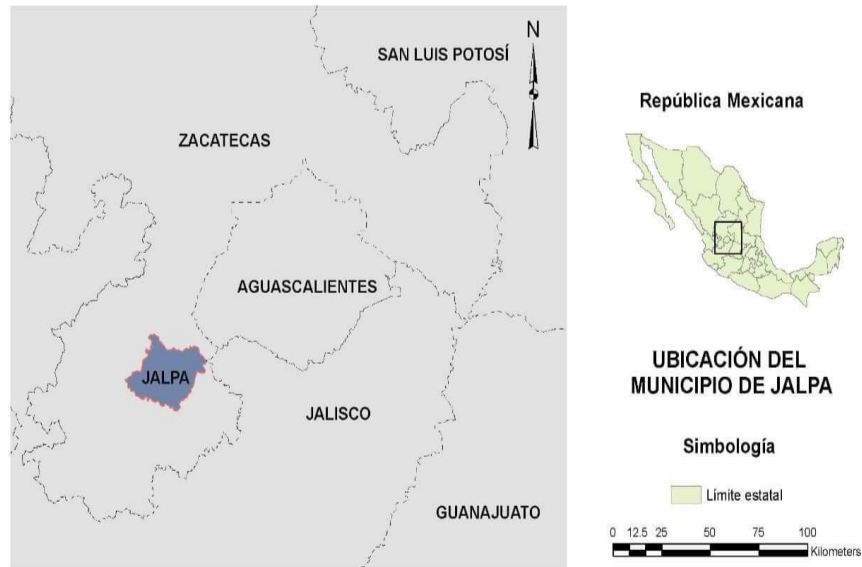 N
SAN LUIS POTOSÍ
ZACATECAS
AGUASCALIENTES
JALPA
JALISCO
GUANAJUATO
República Mexicana
UBICACIÓN DEL
MUNICIPIO DE JALPA
Simbología
Límite estatal
0 12.5 25 50 75 100
Kilometers